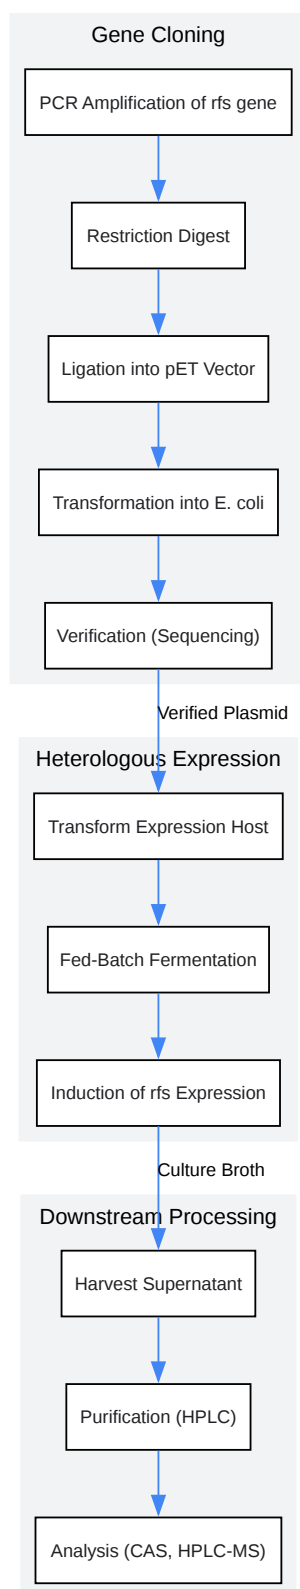 Gene Cloning
PCR Amplification of rfs gene
Restriction Digest
Ligation into pET Vector
Transformation into E. coli
Verification (Sequencing)
Verified Plasmid
Heterologous Expression
Transform Expression Host
Fed-Batch Fermentation
Induction of rfs Expression
Culture Broth
Downstream Processing
Harvest Supernatant
Purification (HPLC)
Analysis (CAS, HPLC-MS)